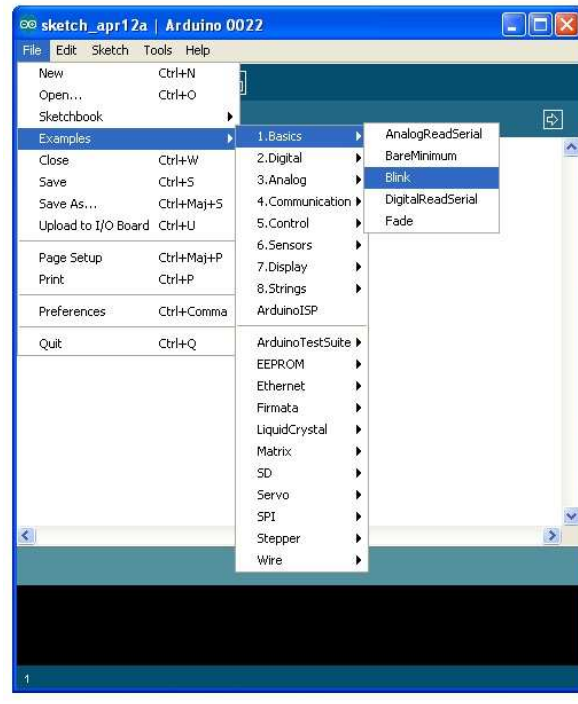 sketch_apr12a | Arduino 0022
File Edit Sketch Tools Help
New Ctrl+N
Open... Ctrl+O
Sketchbook
Examples
Close Ctrl+W
Save Ctrl+S
Save As... Ctrl+Maj+S
Upload to I/O Board Ctrl+U
Page Setup Ctrl+Maj+P
Print Ctrl+P
Preferences Ctrl+Comma
Quit Ctrl+Q
1.Basics
2.Digital
3.Analog
4.Communication
5.Control
6.Sensors
7.Display
8.Strings
ArduinoISP
ArduinoTestSuite
EEPROM
Ethernet
Firmata
LiquidCrystal
Matrix
SD
Servo
SPI
Stepper
Wire
AnalogReadSerial
BareMinimum
Blink
DigitalReadSerial
Fade
1